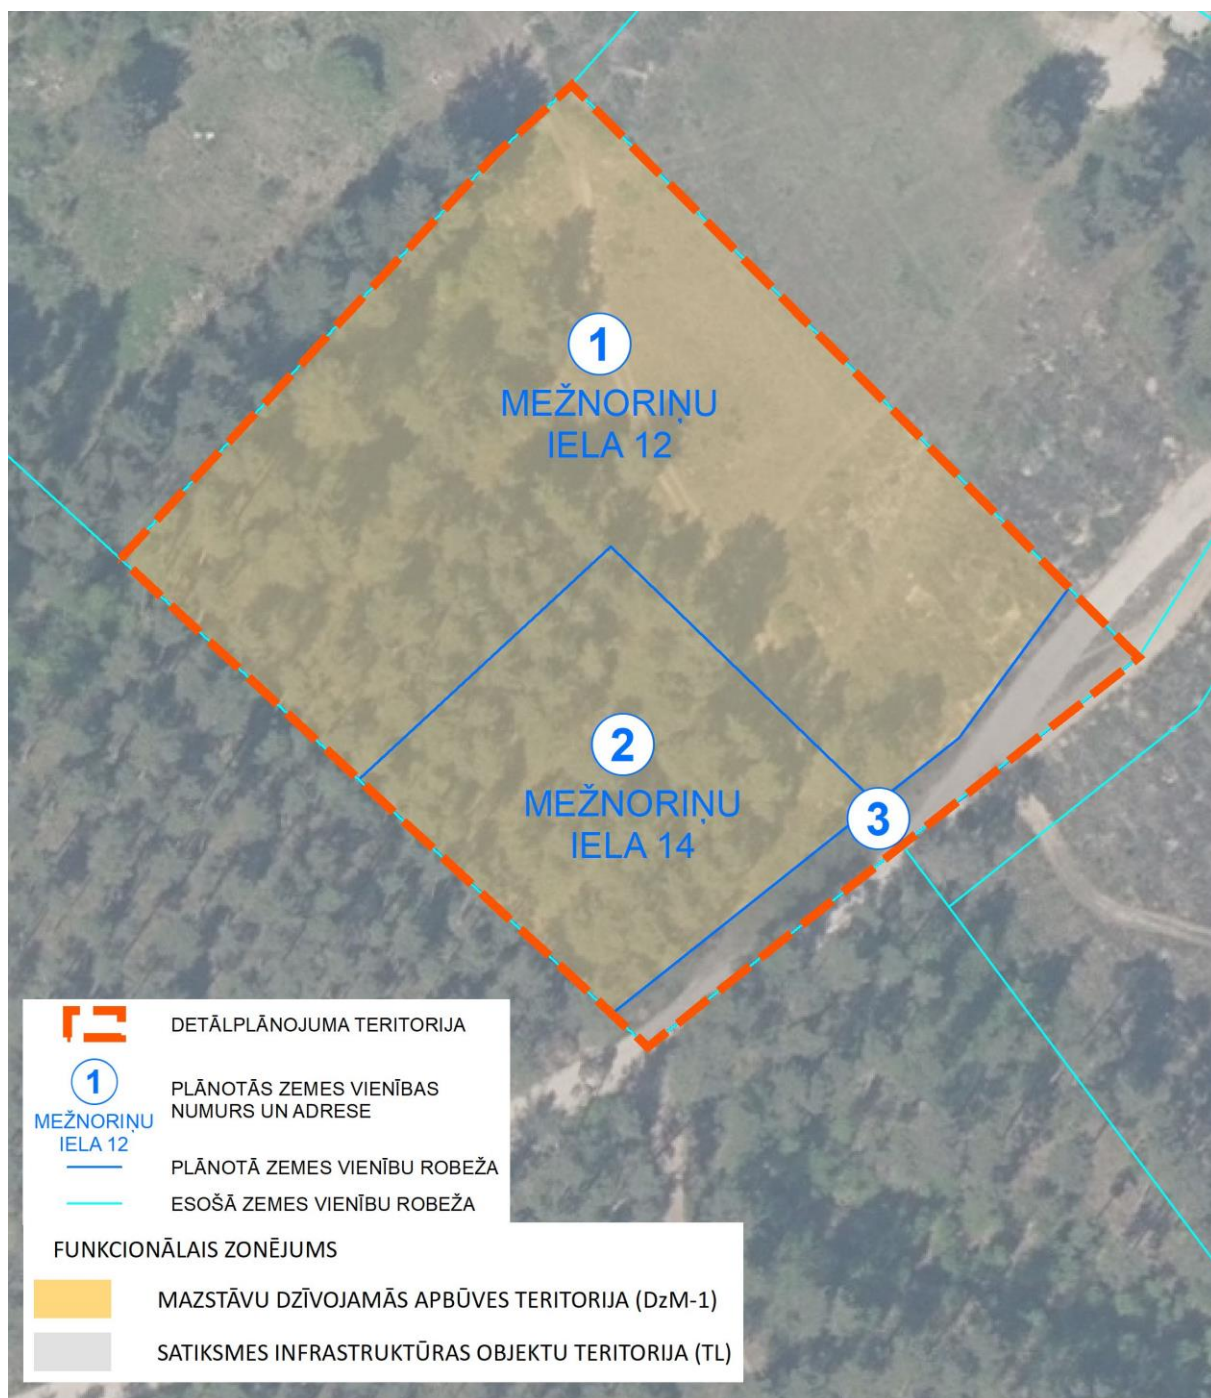 1
MEŽNORIŅU
IELA 12
2
MEŽNORIŅU
IELA 14
3
DETĀLPLĀNOJUMA TERITORIJA
1
MEŽNORIŅU
IELA 12
PLĀNOTĀS ZEMES VIENĪBAS
NUMURS UN ADRESE
PLĀNOTĀ ZEMES VIENĪBU ROBEŽA
ESOŠĀ ZEMES VIENĪBU ROBEŽA
FUNKCIONĀLAIS ZONĒJUMS
MAZSTĀVU DZĪVOJAMĀS APBŪVES TERITORIJA (DzM-1)
SATIKSMES INFRASTRUKTŪRAS OBJEKTU TERITORIJA (TL)